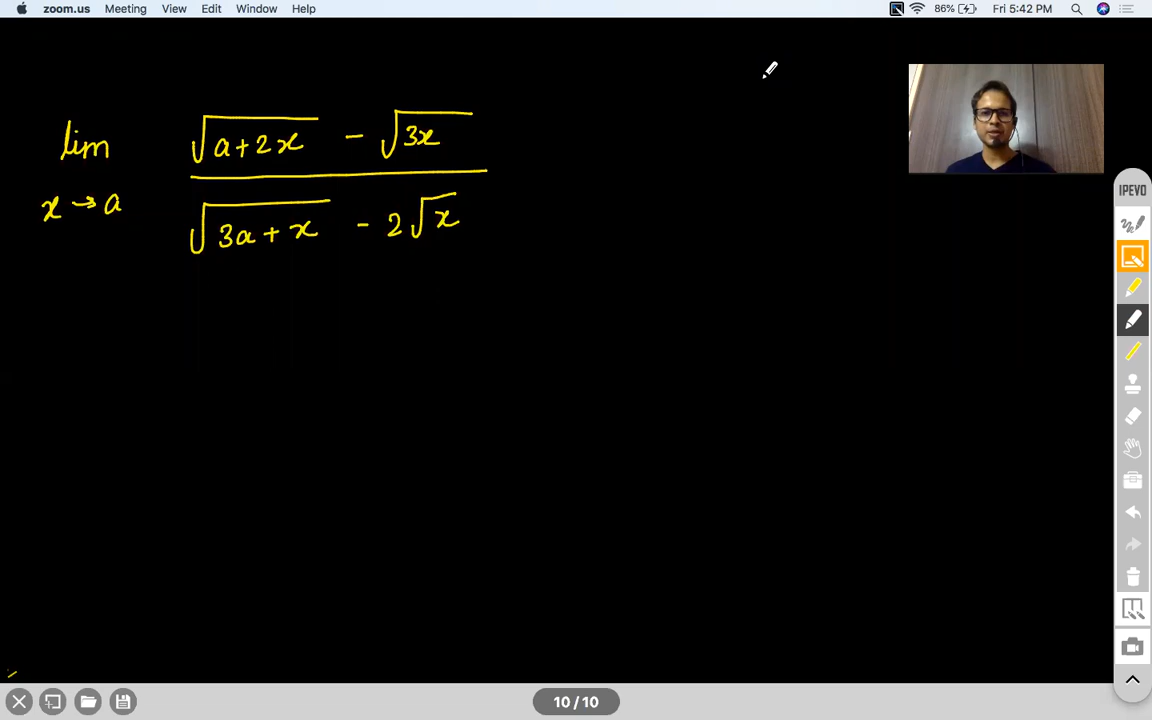 zoom.us Meeting View Edit Window Help 86% Fri 5:42 PM
lim √(a+2x) - √(3x)
x → a √(3a + x) - 2√x
IPEVO
10 / 10